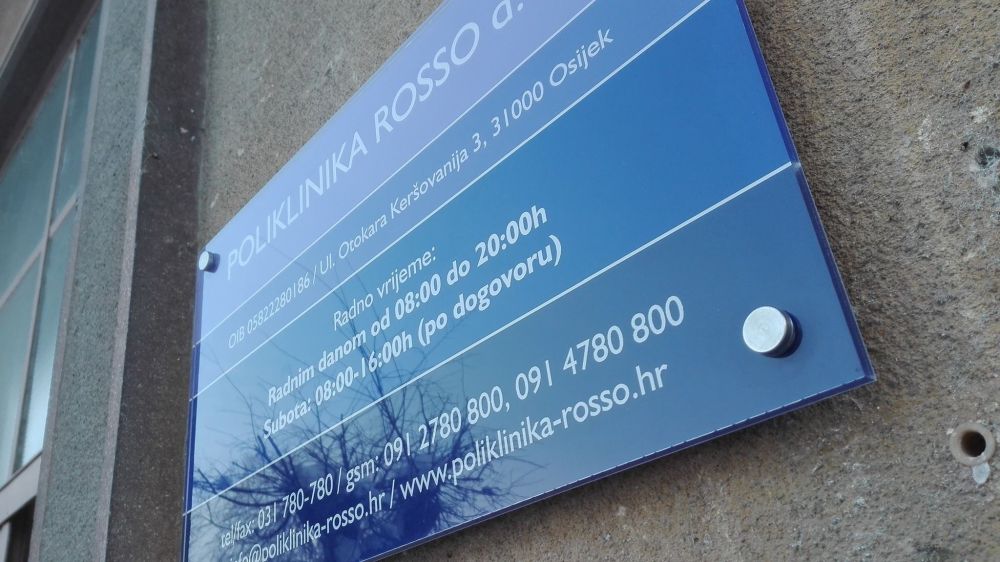 POLIKLINIKA ROSSO d.
OIB 05822280186 / Ul. Otokara Keršovanija 3, 31000 Osijek
Radno vrijeme:
Radnim danom od 08:00 do 20:00h
Subota: 08:00-16:00h (po dogovoru)
tel/fax: 031 780-780 / gsm: 091 2780 800, 091 4780 800
info@poliklinika-rosso.hr / www.poliklinika-rosso.hr